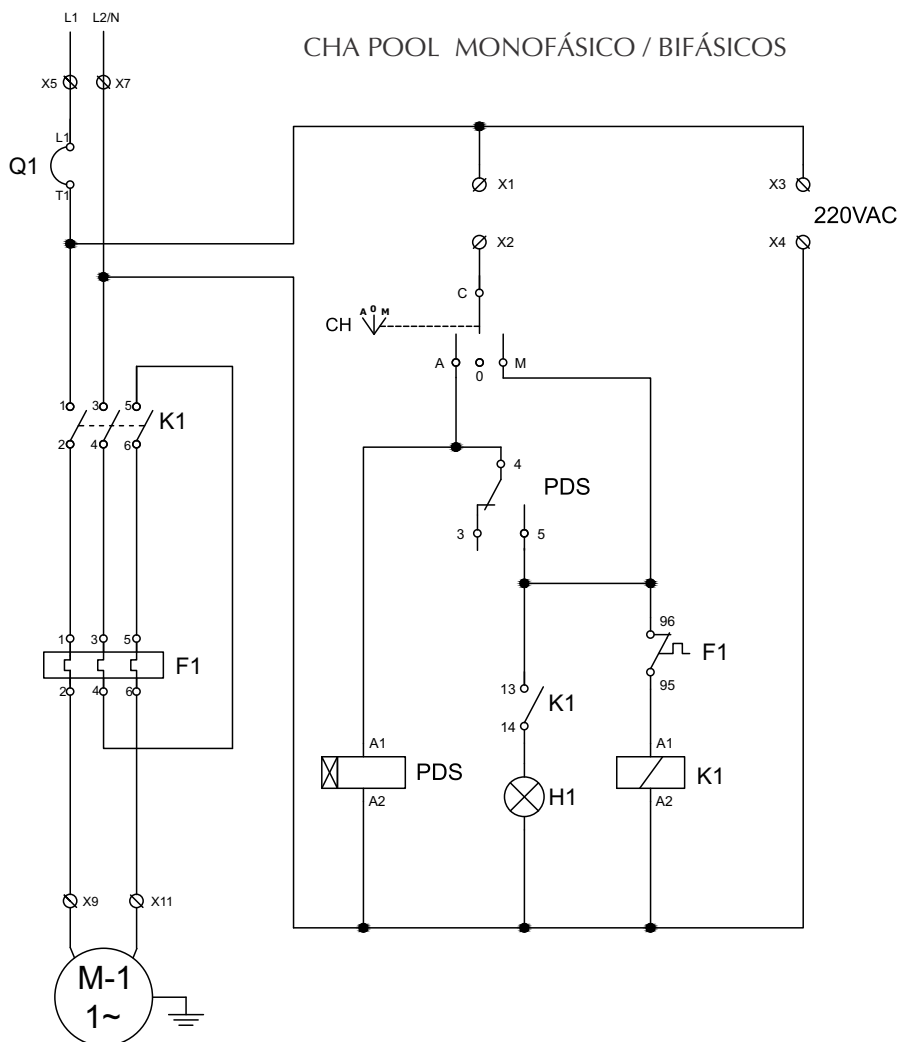 L1 L2/N
CHA POOL MONOFÁSICO / BIFÁSICOS
X5 X7
L1
Q1
T1
X1 X3
220VAC
X2 X4
C
A 0 M
CH
A 0 M
1 3 5
K1
2 4 6
4
PDS
3 5
96
F1
95
1 3 5
F1
2 4 6
13
K1
14
A1 A1
PDS H1 K1
A2 A2
X9 X11
M-1
1~